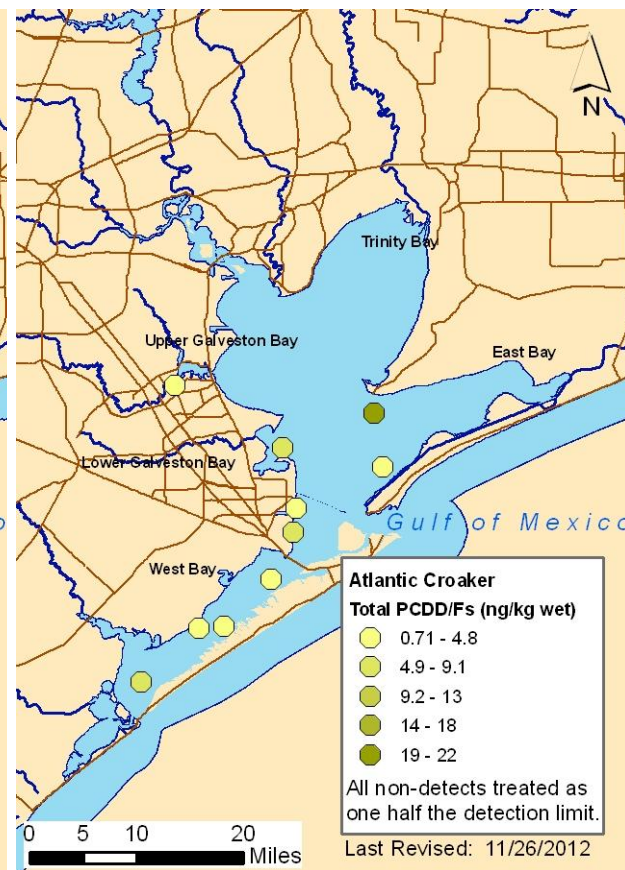 N
Trinity Bay
Upper Galveston Bay
East Bay
Lower Galveston Bay
Gulf of Mexico
West Bay
Atlantic Croaker
Total PCDD/Fs (ng/kg wet)
0.71 - 4.8
4.9 - 9.1
9.2 - 13
14 - 18
19 - 22
All non-detects treated as
one half the detection limit.
0 5 10 20
Miles
Last Revised: 11/26/2012